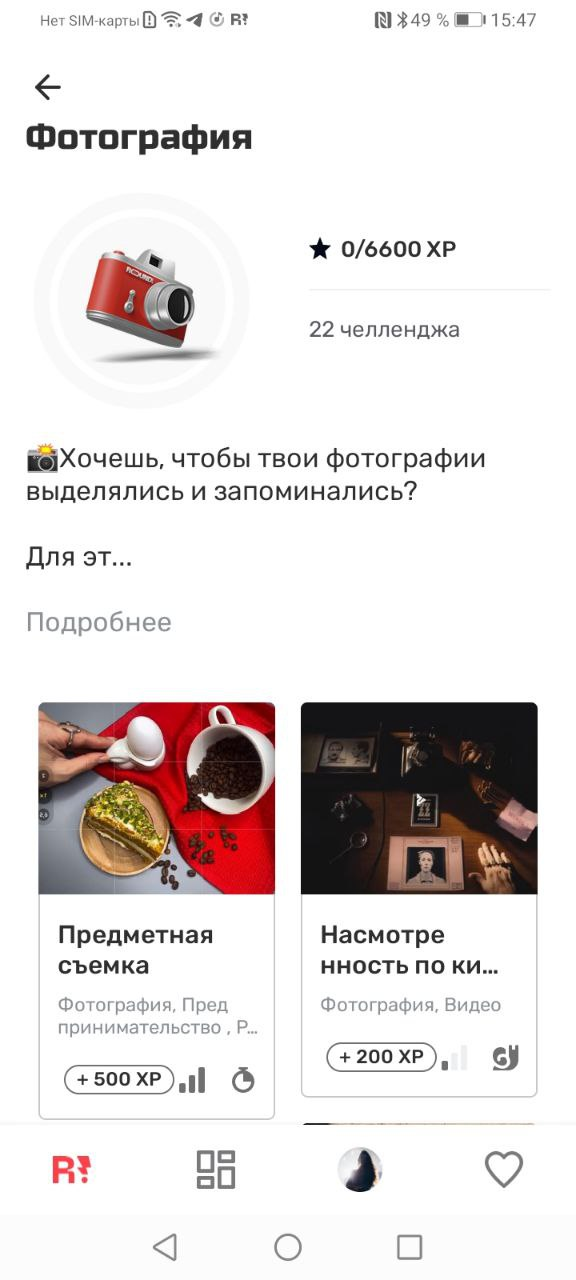 Нет SIM-карты
R?
49 %
15:47
Фотография
ROUND!
0/6600 XP
22 челленджа
Хочешь, чтобы твои фотографии
выделялись и запоминались?
Для эт...
Подробнее
Предметная
съемка
Фотография, Пред
принимательство , Р...
+ 500 XP
Насмотре
нность по ки...
Фотография, Видео
+ 200 XP
R?